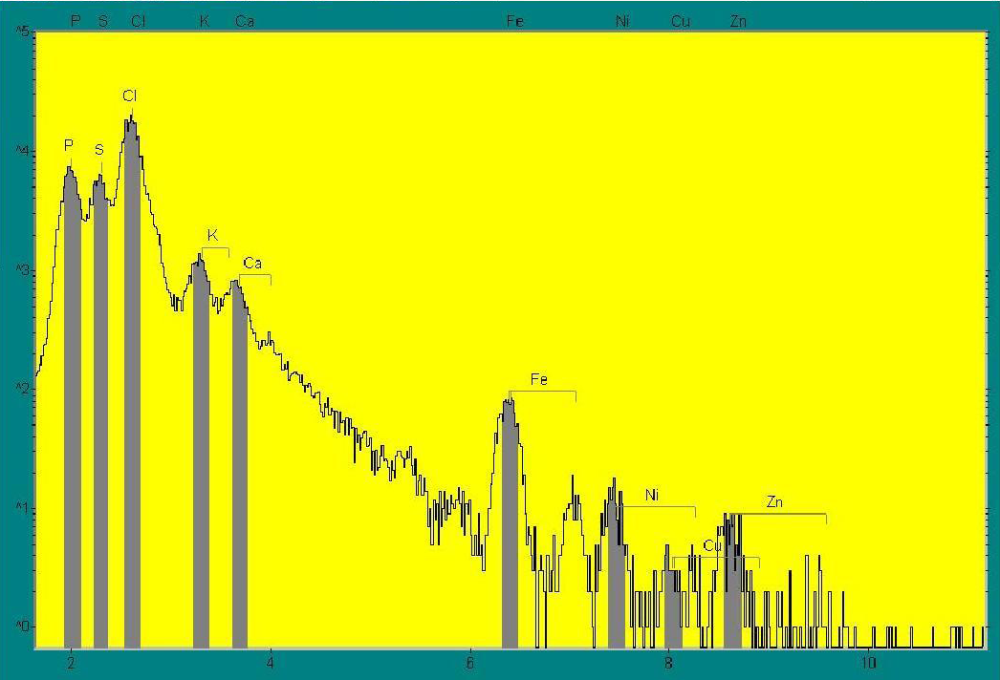 P S Cl K Ca Fe Ni Cu Zn
^5
Cl
^4
P
S
K
^3
Ca
^2
Fe
^1
Ni
Zn
Cu
^0
2 4 6 8 10